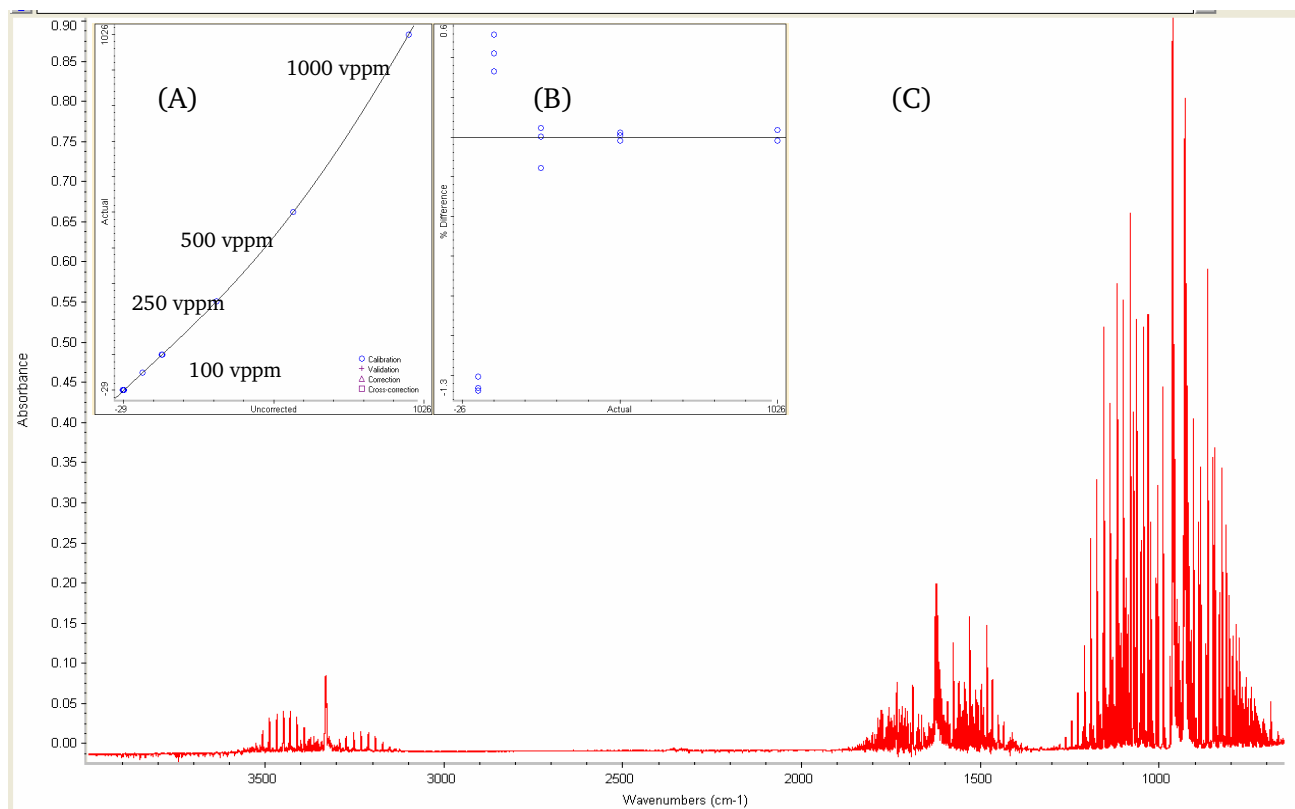 0.90
0.85
0.80
0.75
0.70
0.65
0.60
0.55
0.50
0.45
0.40
0.35
0.30
0.25
0.20
0.15
0.10
0.05
0.00
Absorbance
1026
Actual
-29
(A)
1000 vppm
500 vppm
250 vppm
100 vppm
Calibration
Validation
Correction
Cross-correction
-29
Uncorrected
1026
0.6
% Difference
-1.3
(B)
-26
Actual
1026
(C)
3500
3000
2500
2000
1500
1000
Wavenumbers (cm-1)